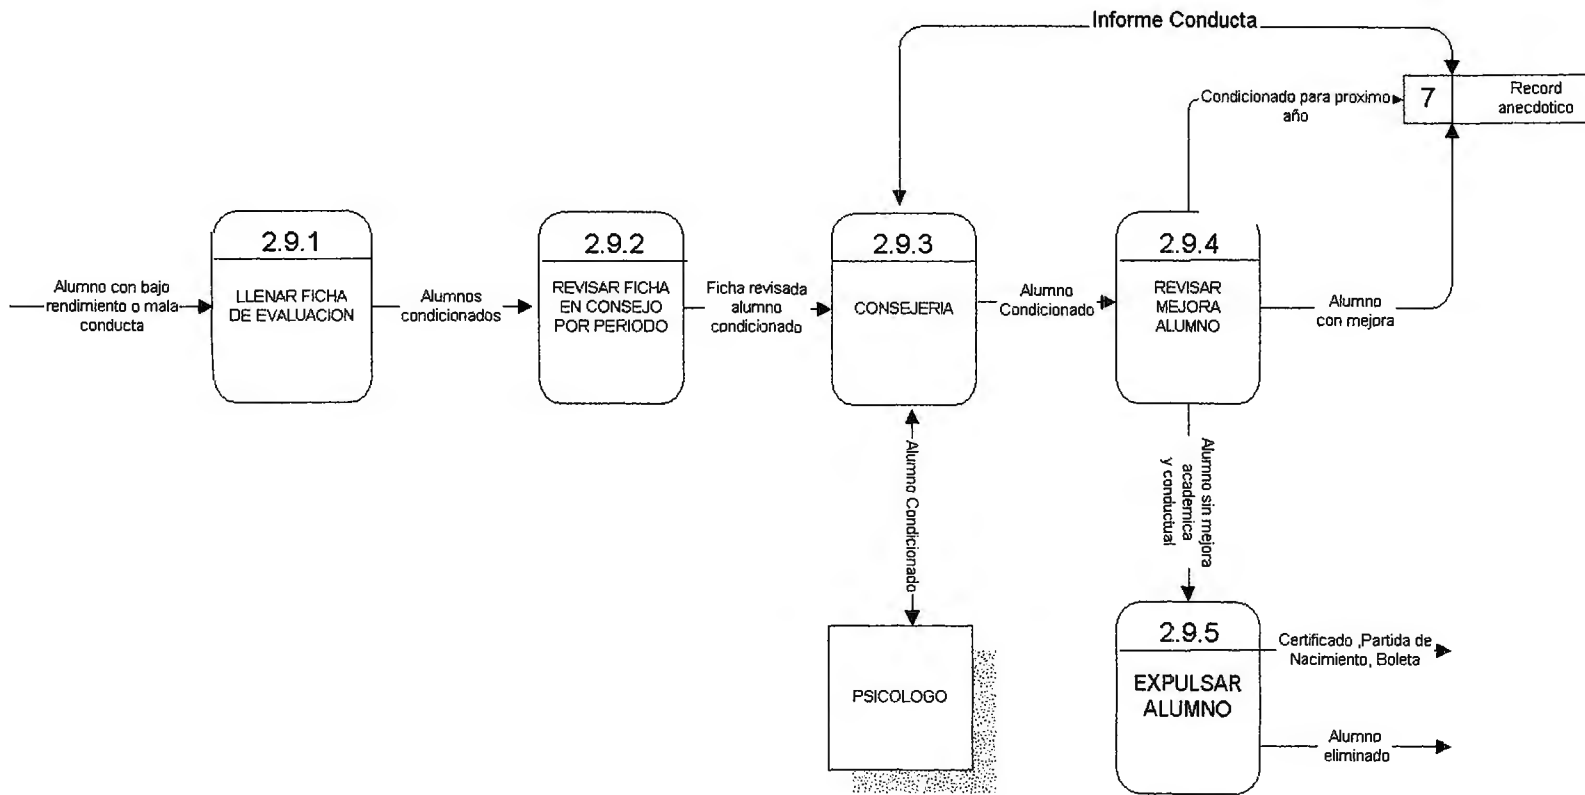 Informe Conducta
Condicionado para proximo
año
7
Record
anecdotico
2.9.1
LLENAR FICHA
DE EVALUACION
2.9.2
REVISAR FICHA
EN CONSEJO
POR PERIODO
2.9.3
CONSEJERIA
2.9.4
REVISAR
MEJORA
ALUMNO
Alumno con bajo
rendimiento o mala
conducta
Alumnos
condicionados
Ficha revisada
alumno
condicionado
Alumno
Condicionado
Alumno
con mejora
Alumno Condicionado
Alumno sin mejora
academica
y conductual
PSICOLOGO
2.9.5
EXPULSAR
ALUMNO
Certificado ,Partida de
Nacimiento, Boleta
Alumno
eliminado